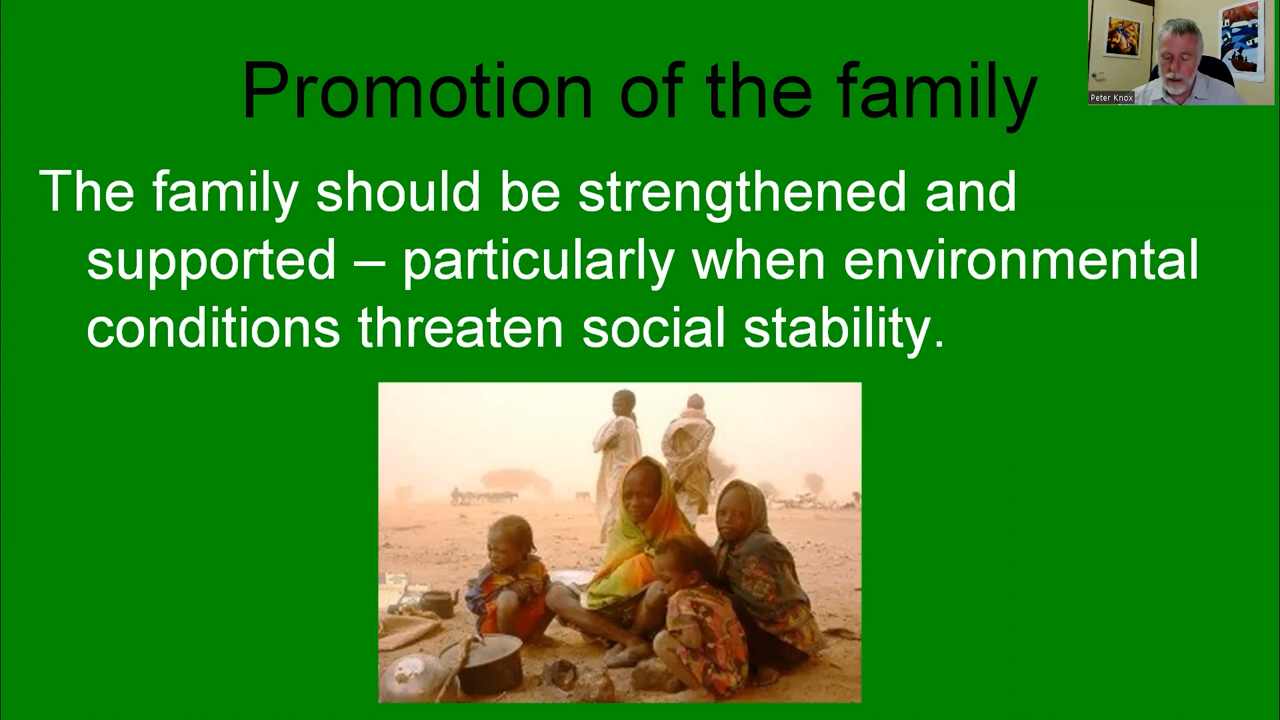 Promotion of the family
Peter Knox
The family should be strengthened and
supported – particularly when environmental
conditions threaten social stability.